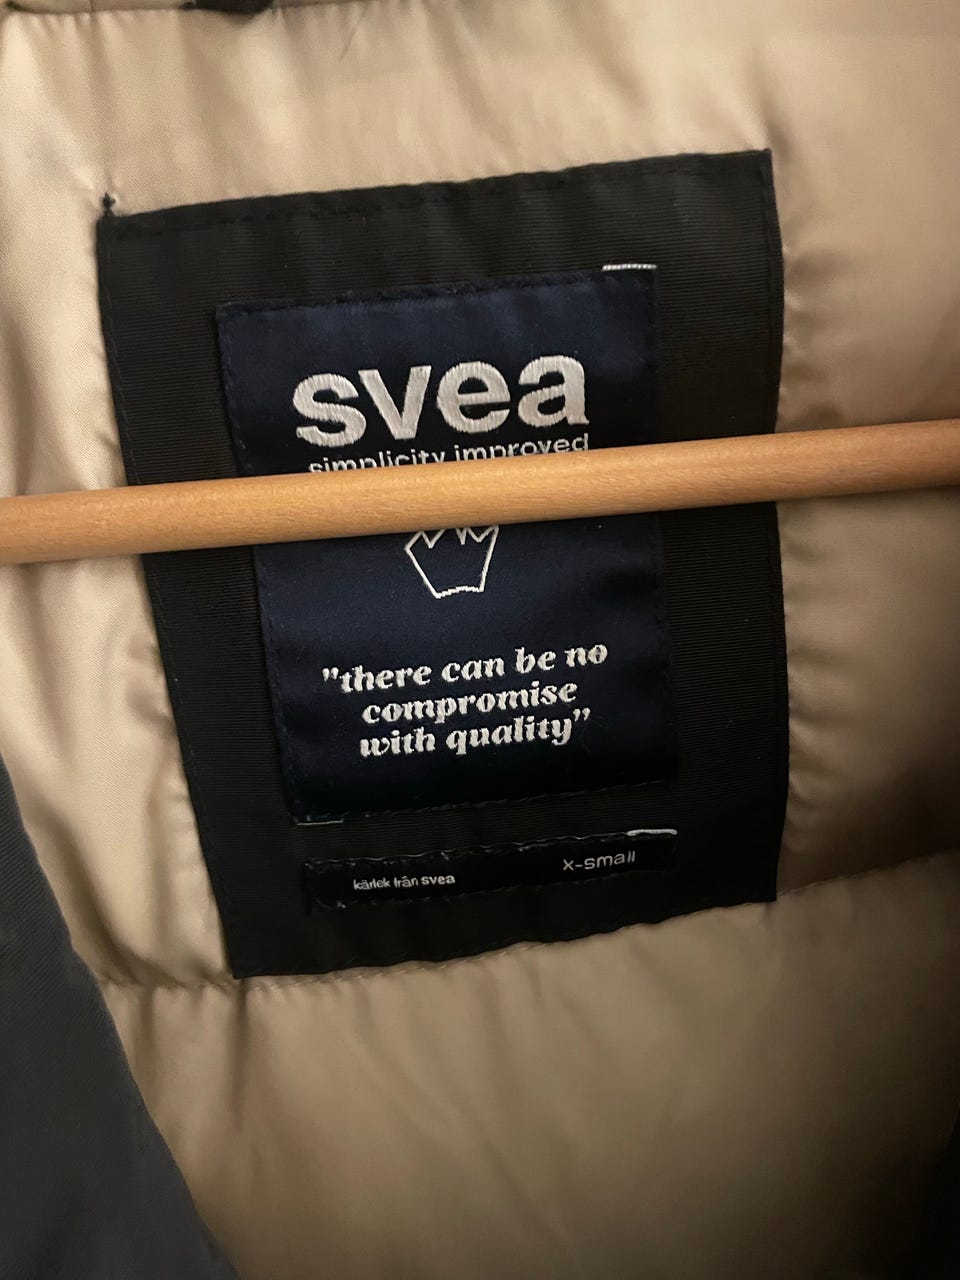 svea
simplicity improved
"there can be no
compromise
with quality"
kärlek från svea
x-small